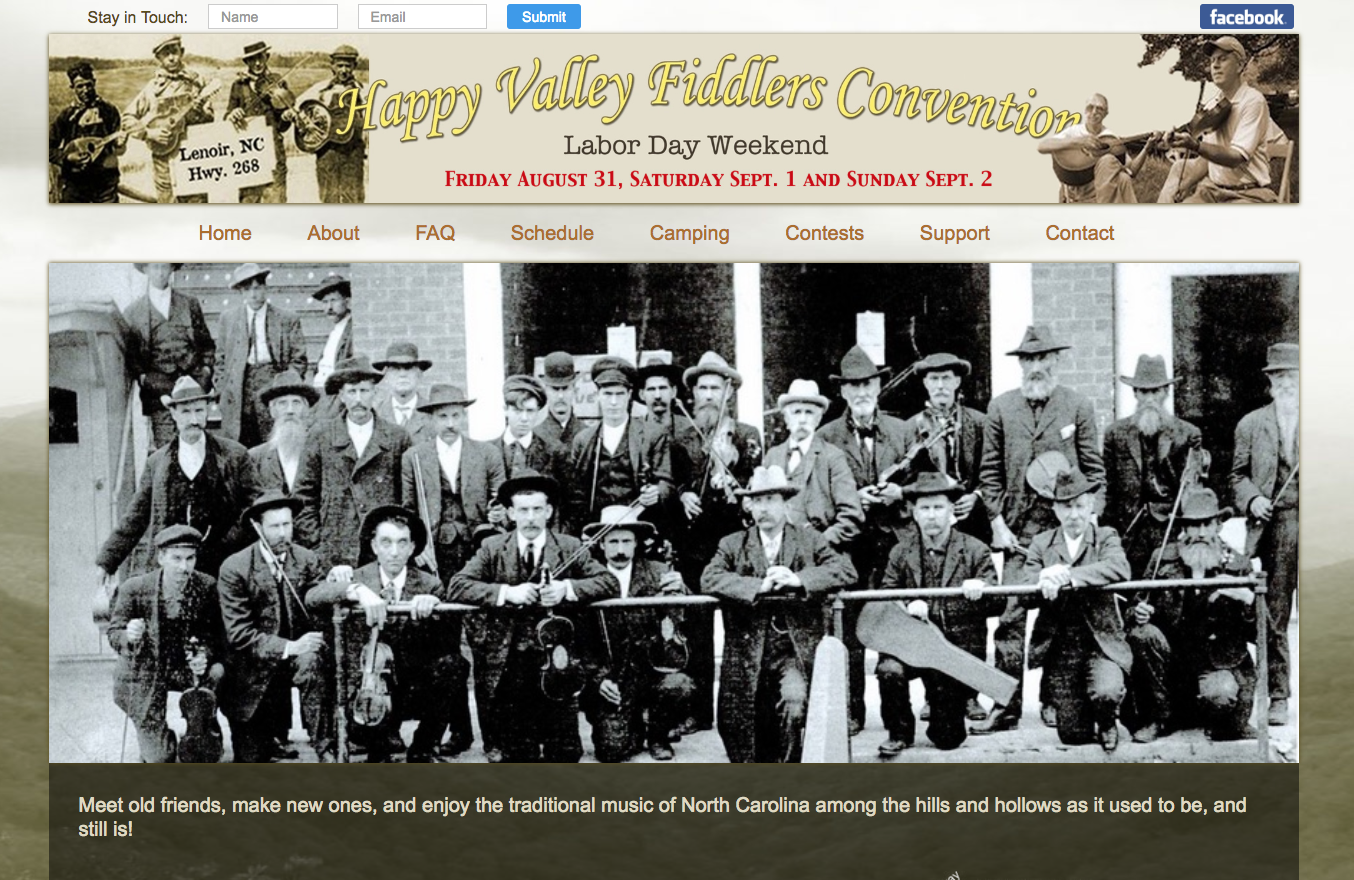 Stay in Touch: Name Email Submit facebook.
Happy Valley Fiddlers Convention
Lenoir, NC
Hwy. 268
Labor Day Weekend
Friday August 31, Saturday Sept. 1 and Sunday Sept. 2
Home About FAQ Schedule Camping Contests Support Contact
Meet old friends, make new ones, and enjoy the traditional music of North Carolina among the hills and hollows as it used to be, and
still is!